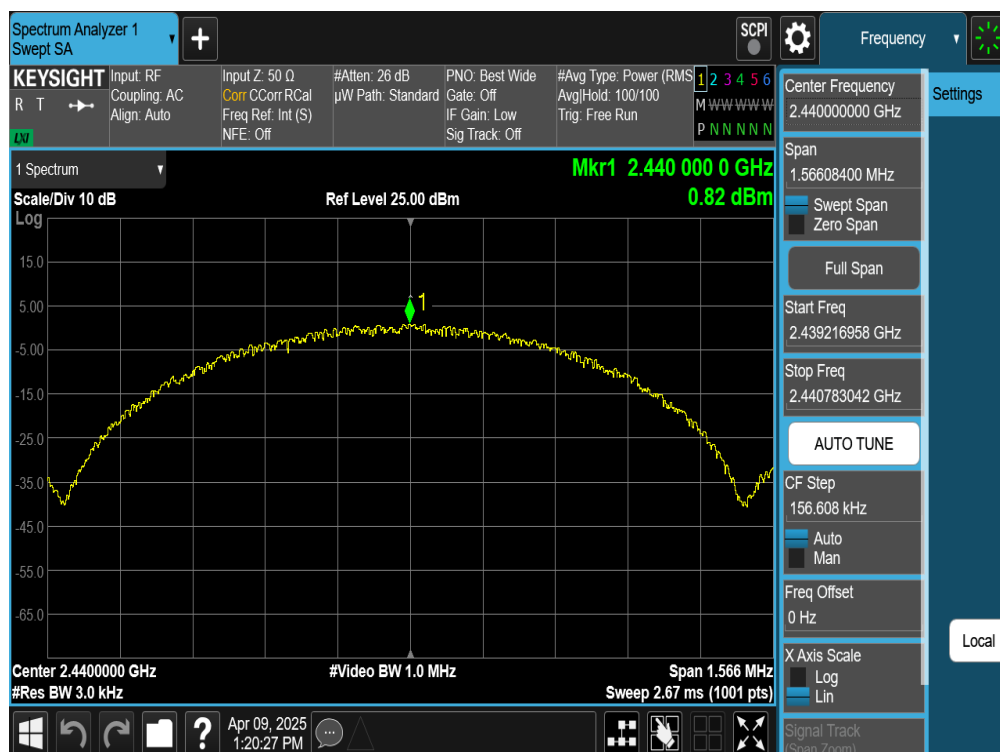 Spectrum Analyzer 1
Swept SA
+
SCPI
Frequency
KEYSIGHT
R T
LXI
Input: RF
Coupling: AC
Align: Auto
Input Z: 50 Ω
Corr CCorr RCal
Freq Ref: Int (S)
NFE: Off
#Atten: 26 dB
µW Path: Standard
PNO: Best Wide
Gate: Off
IF Gain: Low
Sig Track: Off
#Avg Type: Power (RMS
Avg|Hold: 100/100
Trig: Free Run
1 2 3 4 5 6
M W W W W W
P N N N N N
1 Spectrum
Mkr1 2.440 000 0 GHz
0.82 dBm
Scale/Div 10 dB
Ref Level 25.00 dBm
Log
15.0
5.00
-5.00
-15.0
-25.0
-35.0
-45.0
-55.0
-65.0
1
Center 2.4400000 GHz
#Video BW 1.0 MHz
Span 1.566 MHz
#Res BW 3.0 kHz
Sweep 2.67 ms (1001 pts)
?
Apr 09, 2025
1:20:27 PM
Center Frequency
2.440000000 GHz
Span
1.56608400 MHz
Swept Span
Zero Span
Full Span
Start Freq
2.439216958 GHz
Stop Freq
2.440783042 GHz
AUTO TUNE
CF Step
156.608 kHz
Auto
Man
Freq Offset
0 Hz
X Axis Scale
Log
Lin
Signal Track
(Span Zoom)
Settings
Local